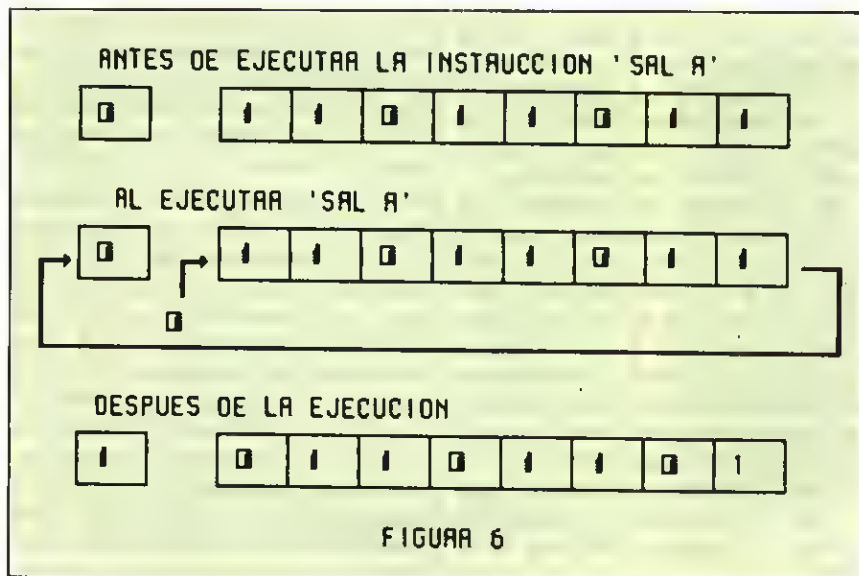 ANTES DE EJECUTAR LA INSTRUCCION 'SAL A'
0 1 1 0 1 1 0 1 1
AL EJECUTAR 'SAL A'
0 1 1 0 1 1 0 1 1
0
DESPUES DE LA EJECUCION
1 0 1 1 0 1 1 0 1
FIGURA 6